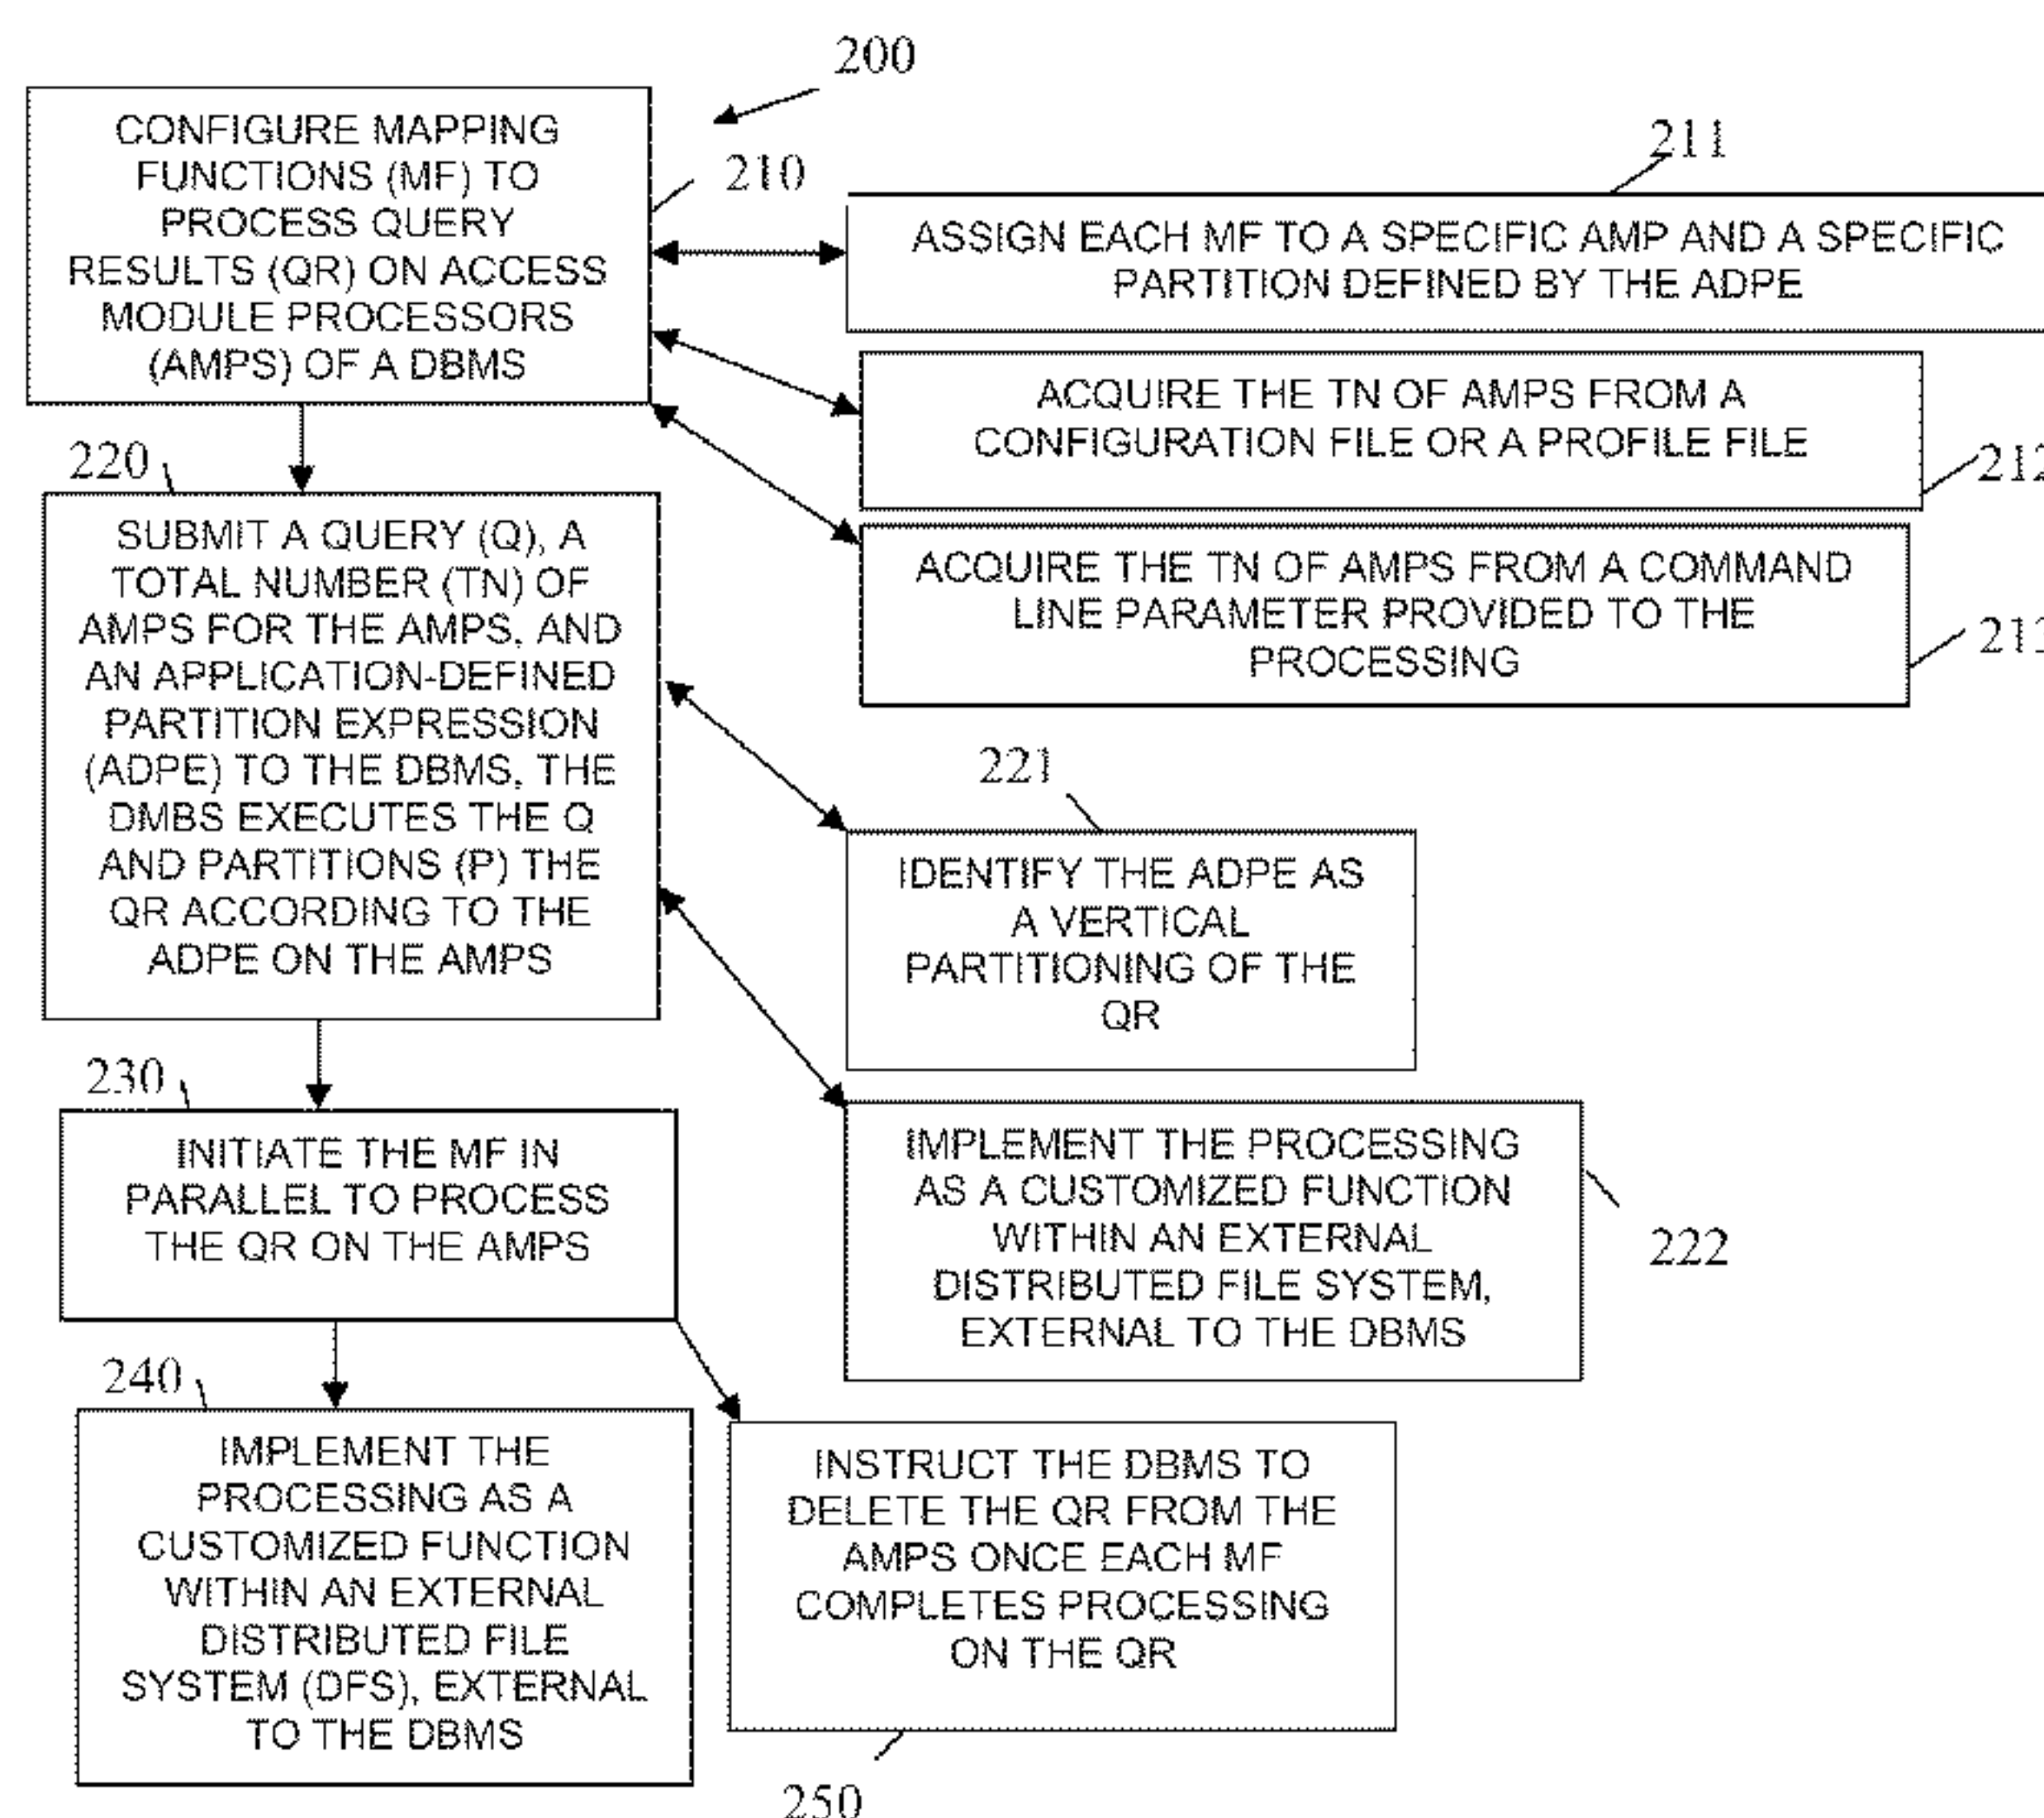 200
CONFIGURE MAPPING
FUNCTIONS (MF) TO
PROCESS QUERY
RESULTS (QR) ON ACCESS
MODULE PROCESSORS
(AMPS) OF A DBMS
210
211
ASSIGN EACH MF TO A SPECIFIC AMP AND A SPECIFIC
PARTITION DEFINED BY THE ADPE
ACQUIRE THE TN OF AMPS FROM A
CONFIGURATION FILE OR A PROFILE FILE
212
ACQUIRE THE TN OF AMPS FROM A COMMAND
LINE PARAMETER PROVIDED TO THE
PROCESSING
213
220
SUBMIT A QUERY (Q), A
TOTAL NUMBER (TN) OF
AMPS FOR THE AMPS, AND
AN APPLICATION-DEFINED
PARTITION EXPRESSION
(ADPE) TO THE DBMS, THE
DMBS EXECUTES THE Q
AND PARTITIONS (P) THE
QR ACCORDING TO THE
ADPE ON THE AMPS
221
IDENTIFY THE ADPE AS
A VERTICAL
PARTITIONING OF THE
QR
IMPLEMENT THE PROCESSING
AS A CUSTOMIZED FUNCTION
WITHIN AN EXTERNAL
DISTRIBUTED FILE SYSTEM,
EXTERNAL TO THE DBMS
222
230
INITIATE THE MF IN
PARALLEL TO PROCESS
THE QR ON THE AMPS
240
IMPLEMENT THE
PROCESSING AS A
CUSTOMIZED FUNCTION
WITHIN AN EXTERNAL
DISTRIBUTED FILE
SYSTEM (DFS), EXTERNAL
TO THE DBMS
INSTRUCT THE DBMS TO
DELETE THE QR FROM THE
AMPS ONCE EACH MF
COMPLETES PROCESSING
ON THE QR
250